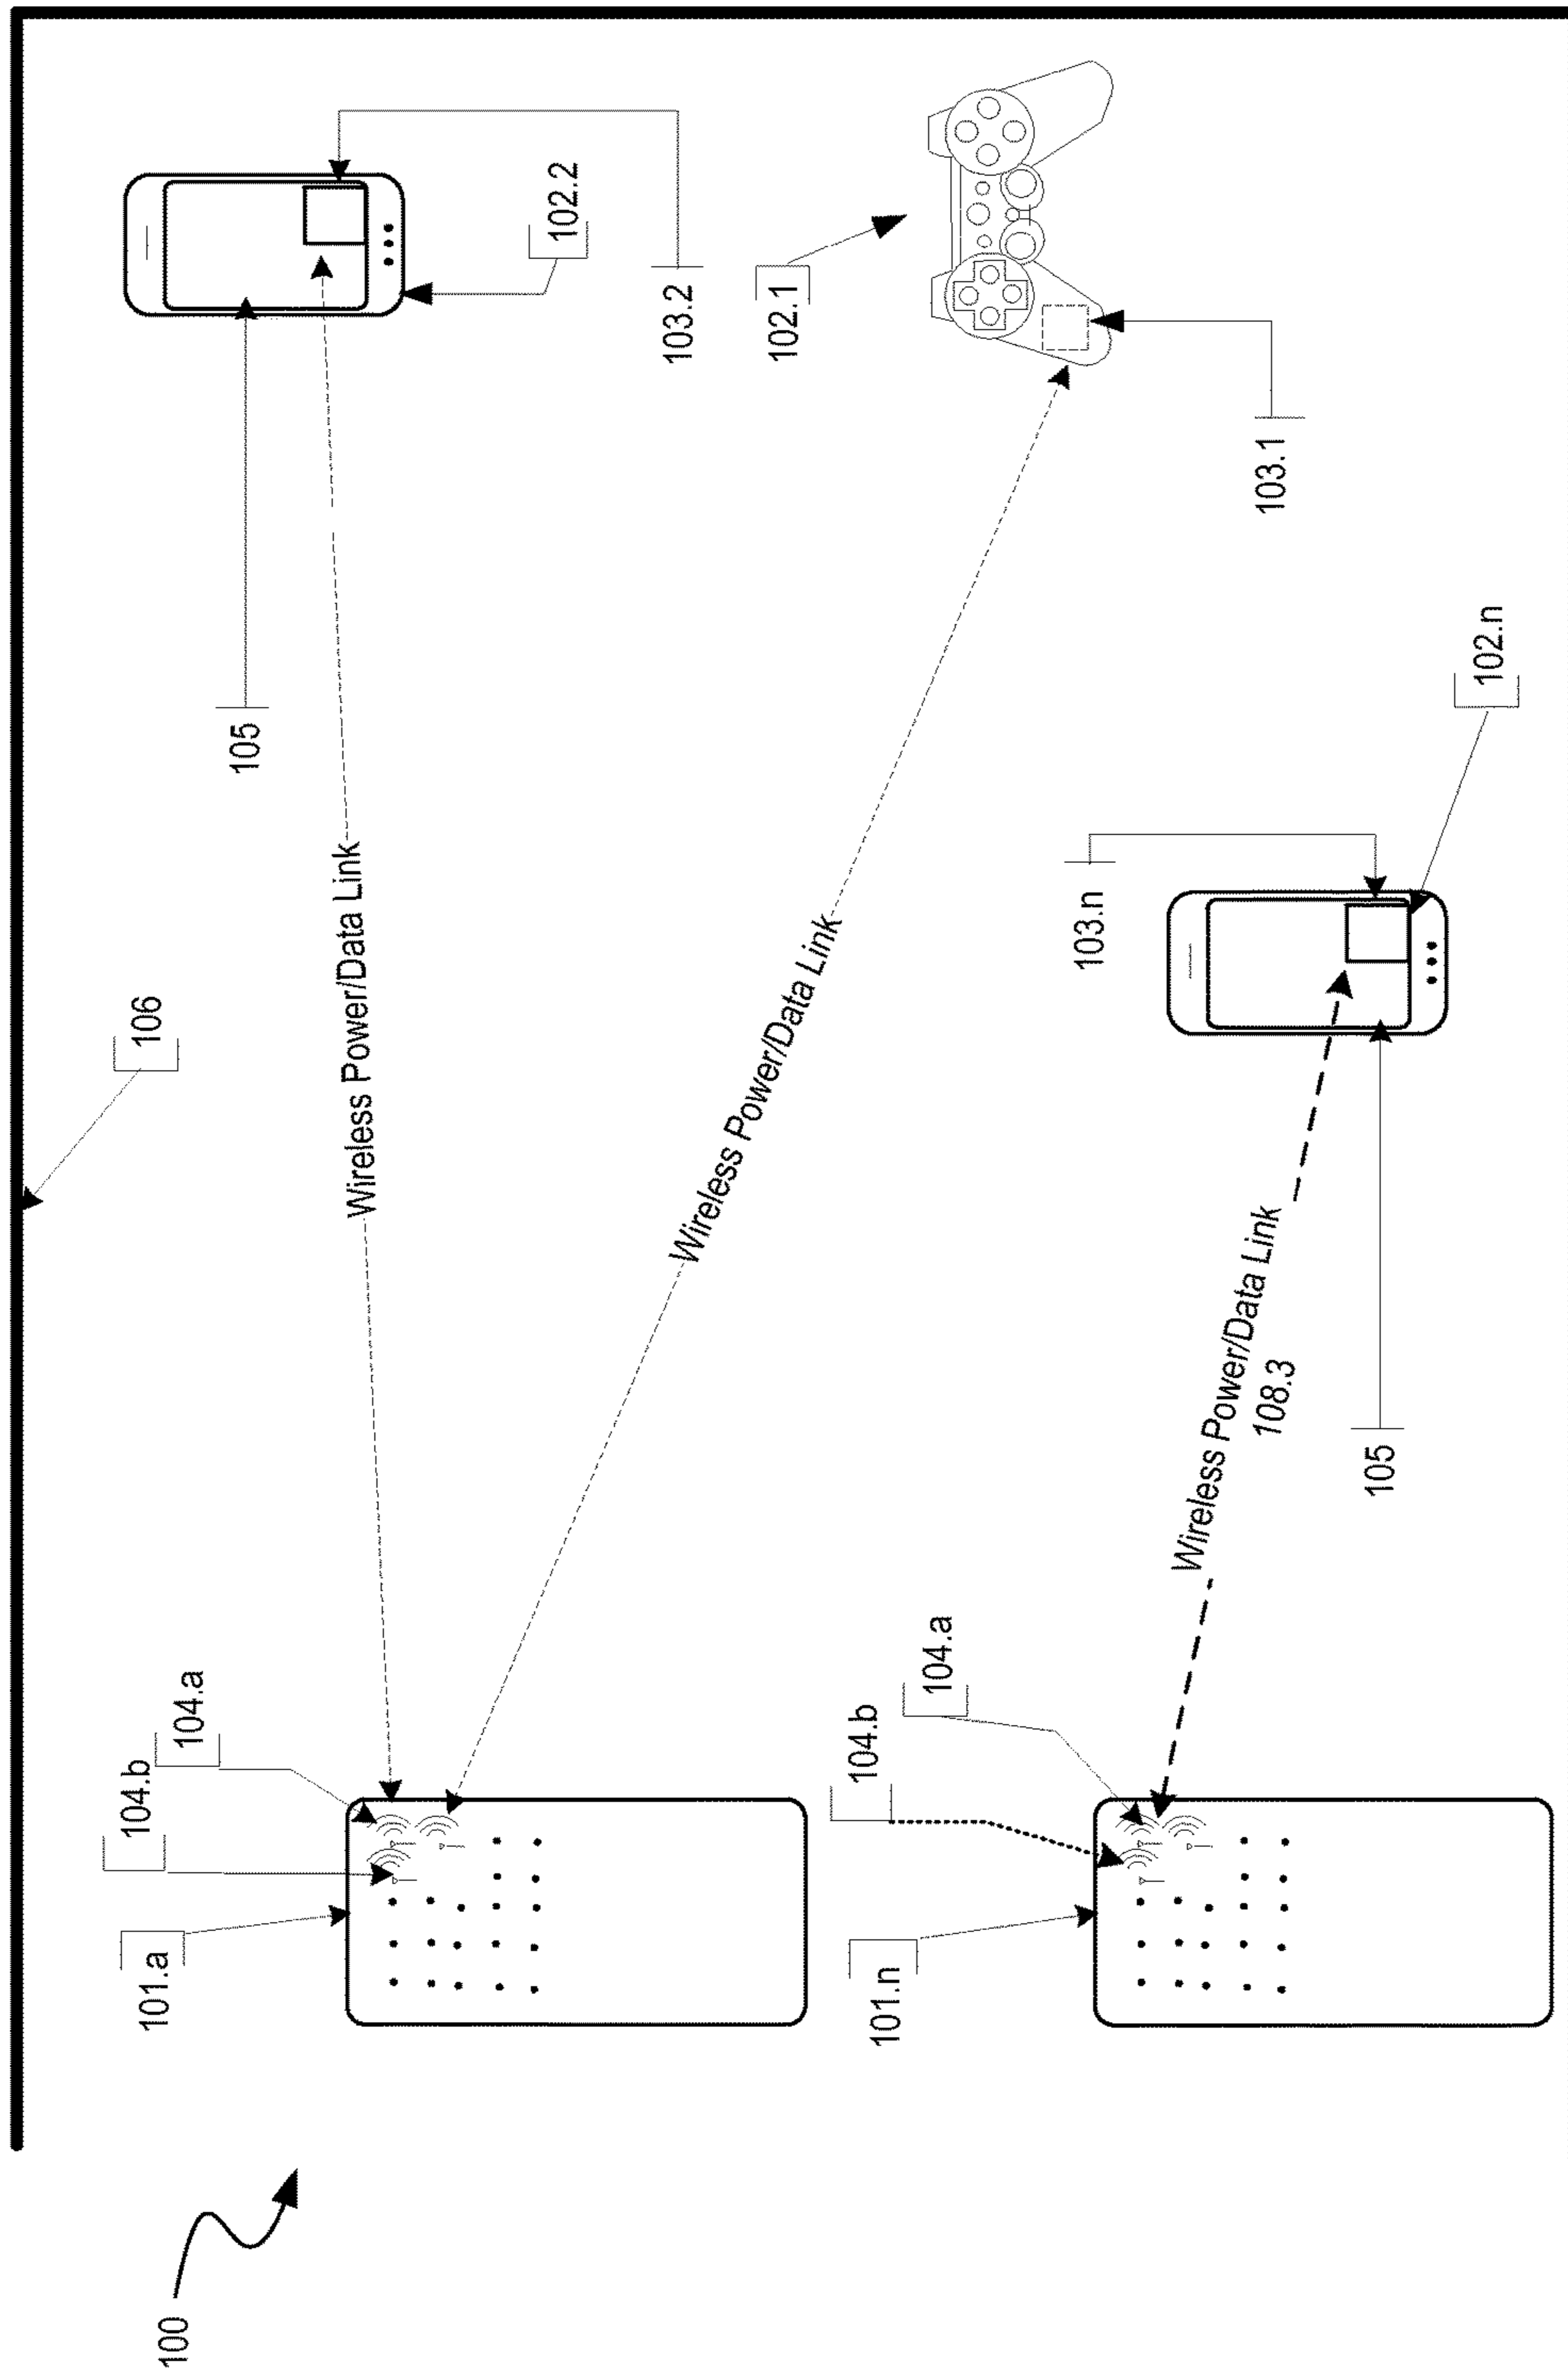 100
106
101.a
104.b
104.a
Wireless Power/Data Link
105
102.2
103.2
Wireless Power/Data Link
102.1
103.1
101.n
104.b
104.a
Wireless Power/Data Link
108.3
103.n
102.n
105